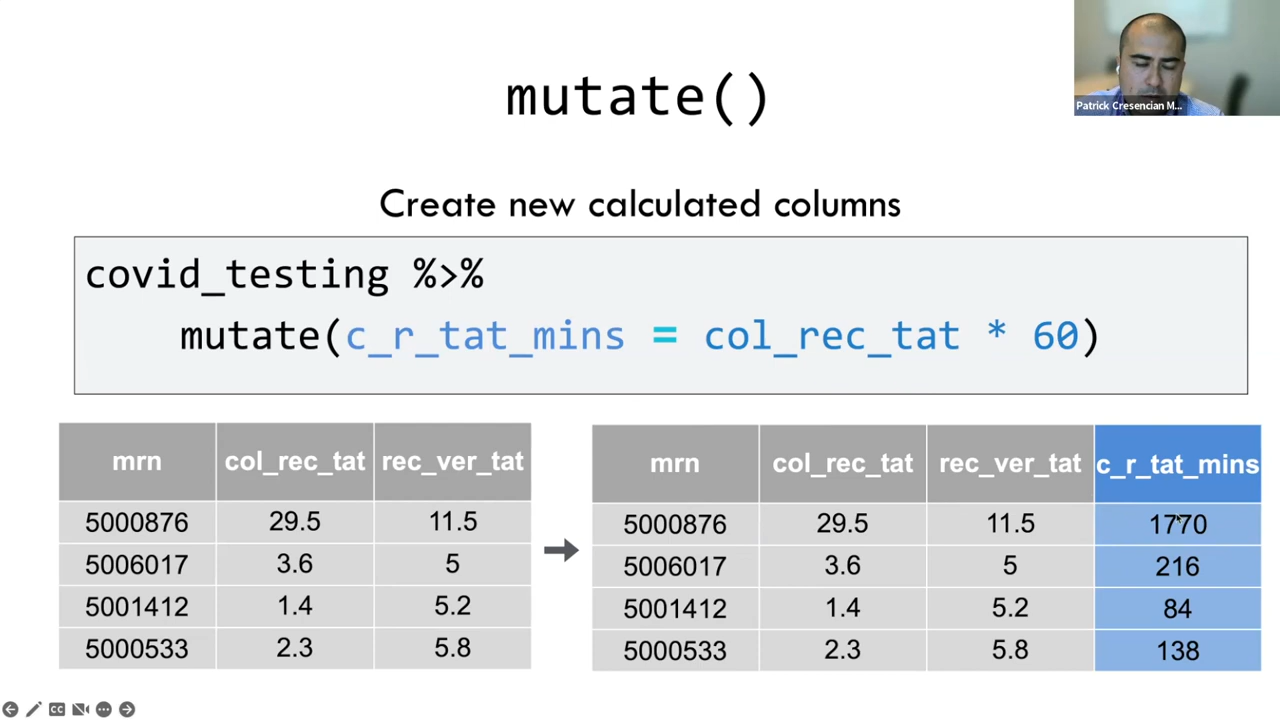 mutate()
Patrick Cresencian M...
Create new calculated columns
covid_testing %>%
mutate(c_r_tat_mins = col_rec_tat * 60)
mrn col_rec_tat rec_ver_tat
5000876 29.5 11.5
5006017 3.6 5
5001412 1.4 5.2
5000533 2.3 5.8
mrn col_rec_tat rec_ver_tat c_r_tat_mins
5000876 29.5 11.5 1770
5006017 3.6 5 216
5001412 1.4 5.2 84
5000533 2.3 5.8 138
CC